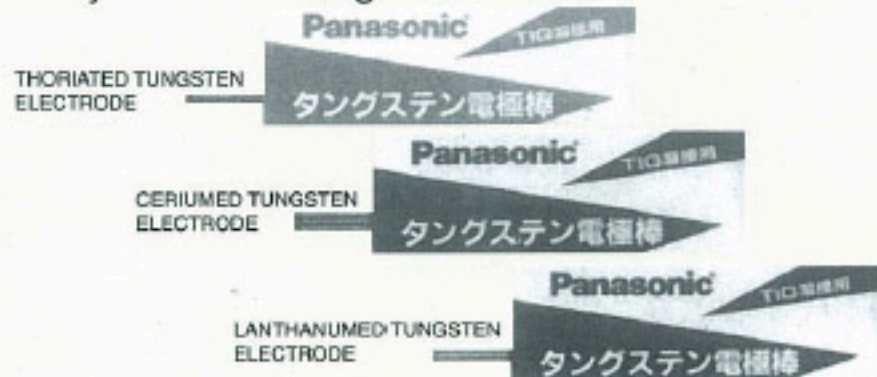 Panasonic
TIG溶接用
THORIATED TUNGSTEN
ELECTRODE
タングステン電極棒
Panasonic
TIG溶接用
CERIUMED TUNGSTEN
ELECTRODE
タングステン電極棒
Panasonic
TIG溶接用
LANTHANUMED TUNGSTEN
ELECTRODE
タングステン電極棒